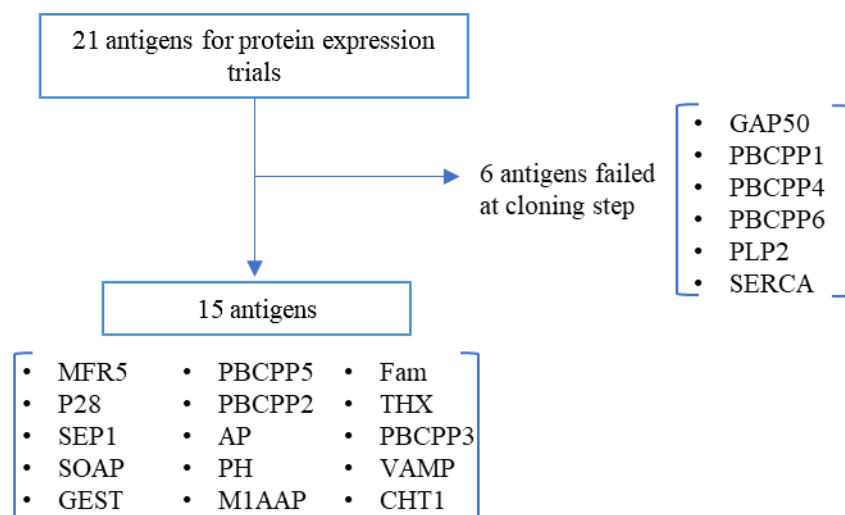 21 antigens for protein expression
trials
6 antigens failed
at cloning step
• GAP50
• PBCPP1
• PBCPP4
• PBCPP6
• PLP2
• SERCA
15 antigens
• MFR5
• P28
• SEP1
• SOAP
• GEST
• PBCPP5
• PBCPP2
• AP
• PH
• M1AAP
• Fam
• THX
• PBCPP3
• VAMP
• CHT1